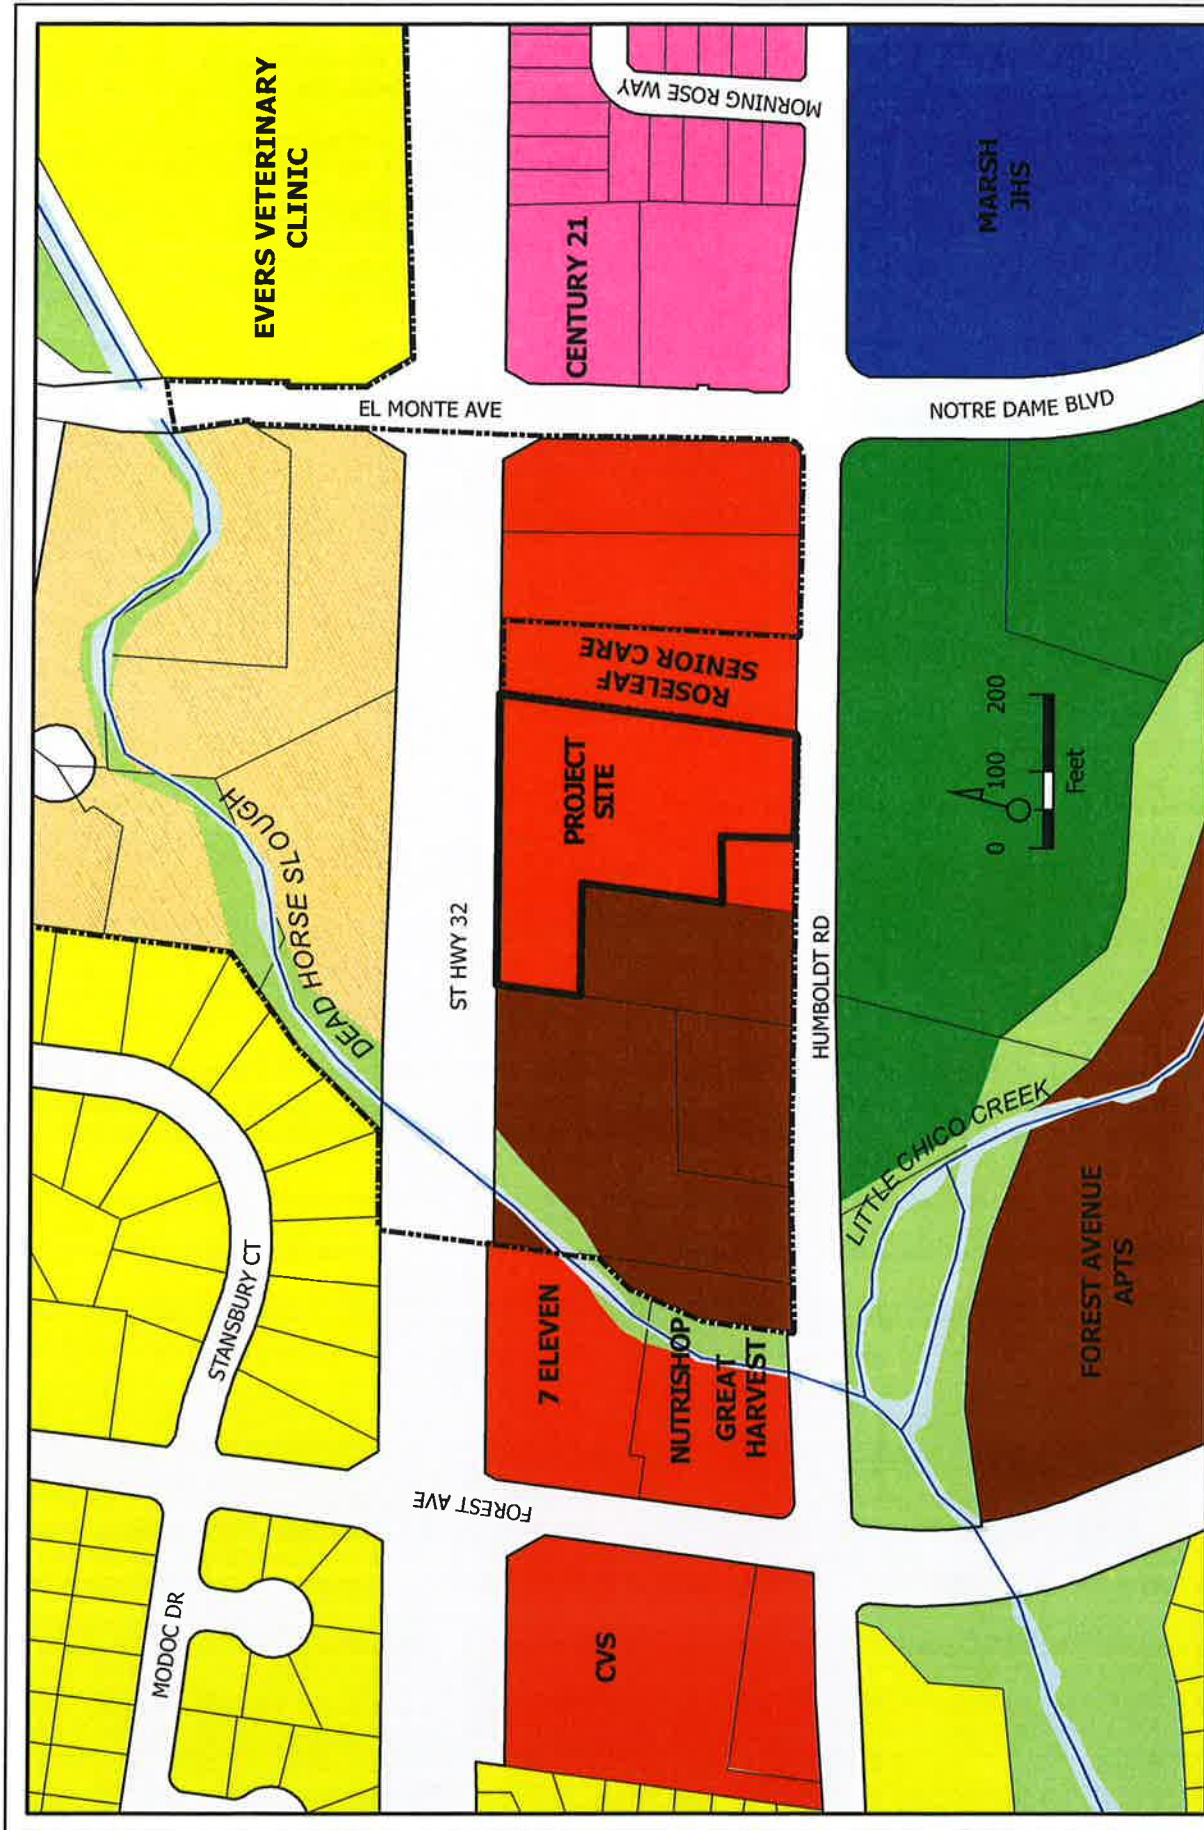 EVERS VETERINARY
CLINIC
MORNING ROSE WAY
MARSH
JHS
CENTURY 21
EL MONTE AVE
NOTRE DAME BLVD
ROSELEAF
SENIOR CARE
PROJECT
SITE
0 100 200
Feet
DEAD HORSE SLOUGH
ST HWY 32
HUMBOLDT RD
LITTLE CHICO CREEK
FOREST AVENUE
APTS
STANSBURY CT
7 ELEVEN
NUTRISHOP
GREAT
HARVEST
FOREST AVE
MODOC DR
CVS